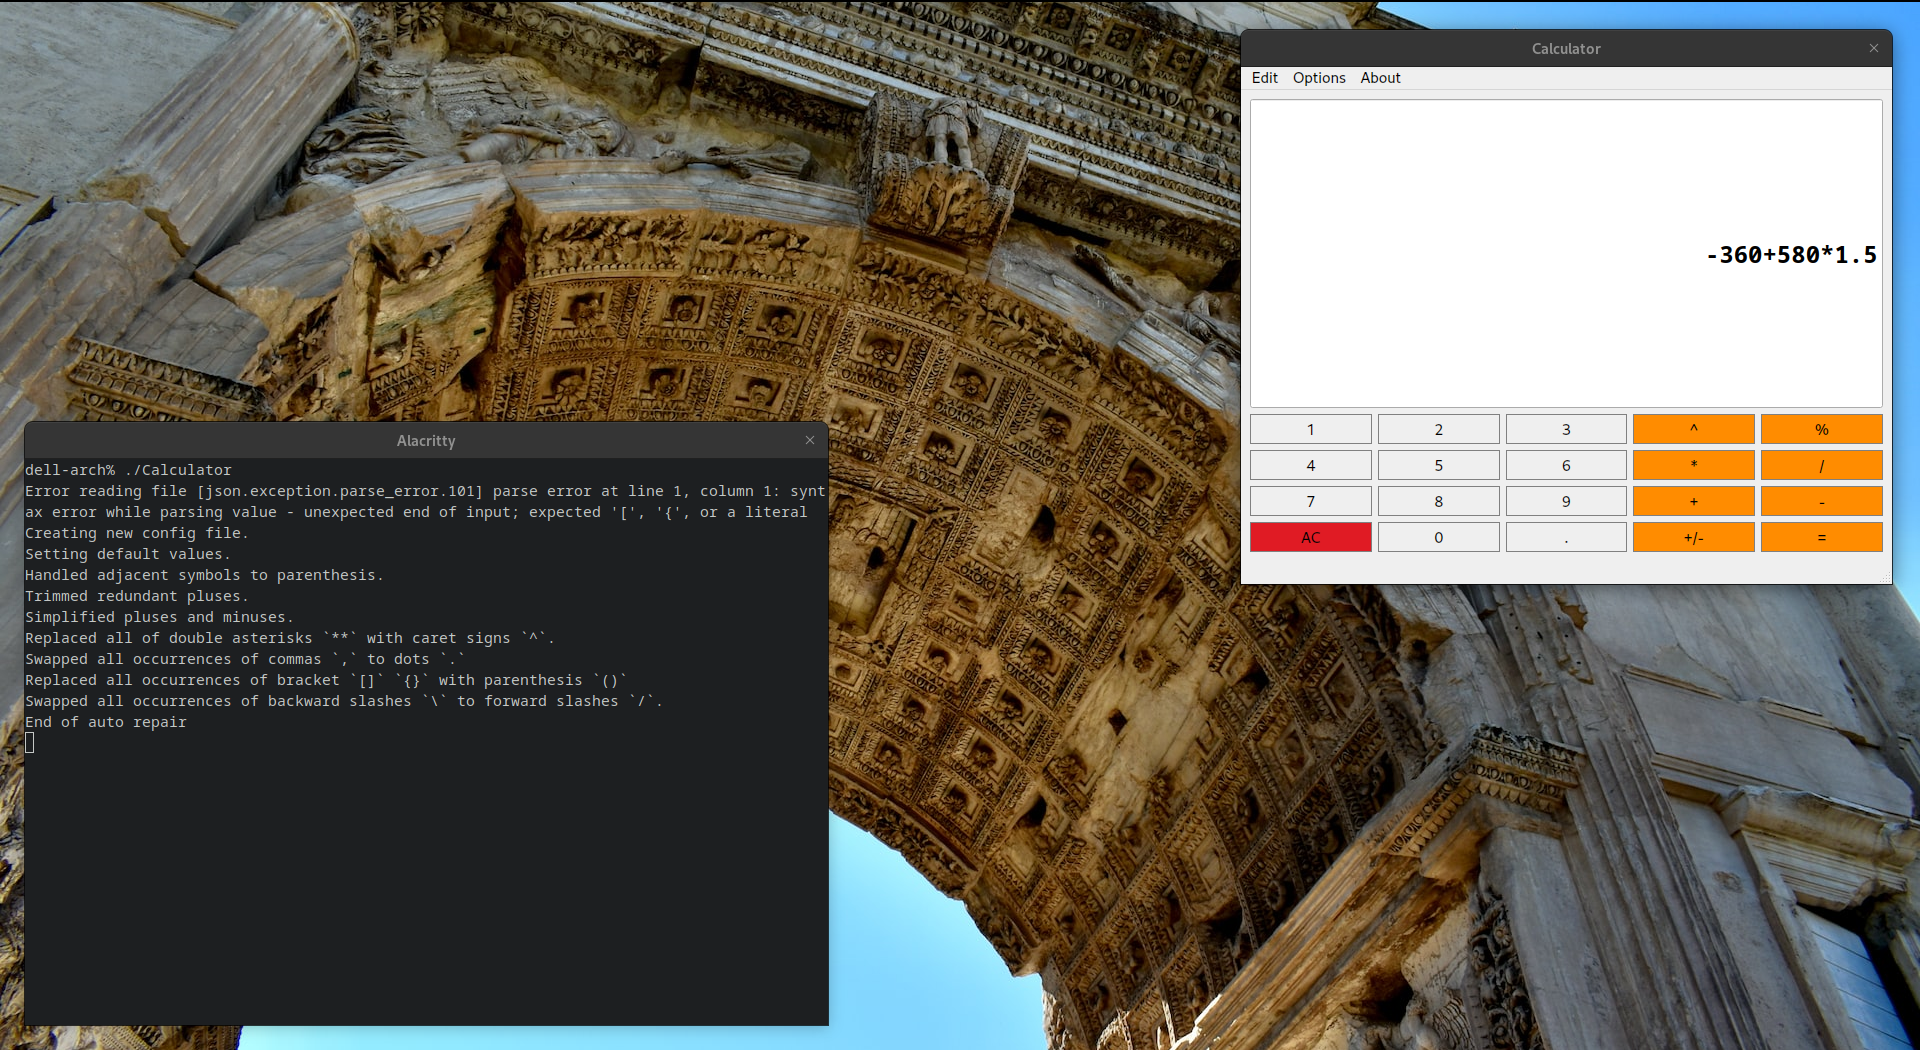 Calculator
Edit Options About
-360+580*1.5
1 2 3 ^ %
4 5 6 * /
7 8 9 + -
AC 0 . +/- =
Alacritty
dell-arch% ./Calculator
Error reading file [json.exception.parse_error.101] parse error at line 1, column 1: synt
ax error while parsing value - unexpected end of input; expected '[', '{', or a literal
Creating new config file.
Setting default values.
Handled adjacent symbols to parenthesis.
Trimmed redundant pluses.
Simplified pluses and minuses.
Replaced all of double asterisks `**` with caret signs `^`.
Swapped all occurrences of commas `,` to dots `.`
Replaced all occurrences of bracket `[]` `{}` with parenthesis `()`
Swapped all occurrences of backward slashes `\` to forward slashes `/`.
End of auto repair